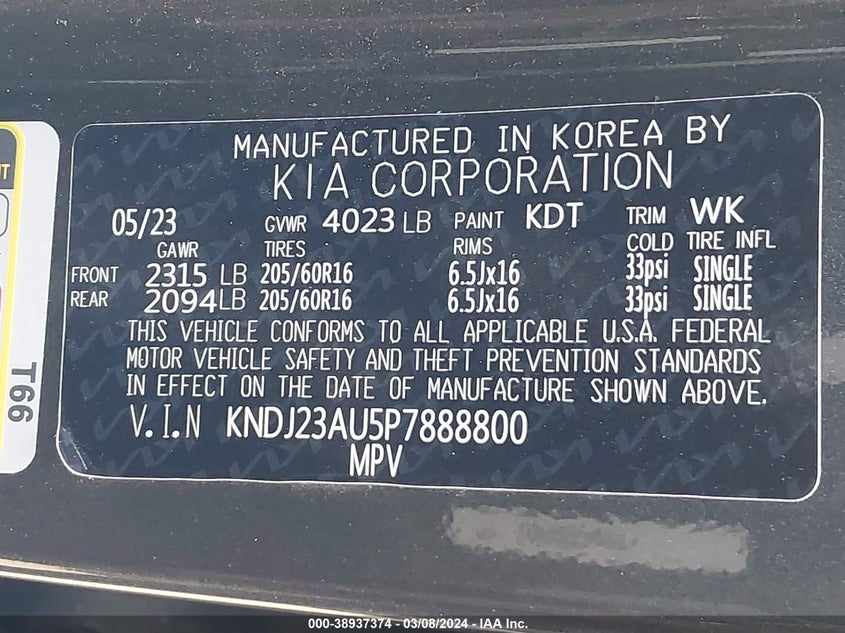 MANUFACTURED IN KOREA BY
KIA CORPORATION
05/23 GVWR 4023 LB PAINT KDT TRIM WK
GAWR TIRES RIMS COLD TIRE INFL
FRONT 2315 LB 205/60R16 6.5Jx16 33psi SINGLE
REAR 2094 LB 205/60R16 6.5Jx16 33psi SINGLE
THIS VEHICLE CONFORMS TO ALL APPLICABLE U.S.A. FEDERAL
MOTOR VEHICLE SAFETY AND THEFT PREVENTION STANDARDS
IN EFFECT ON THE DATE OF MANUFACTURE SHOWN ABOVE.
V.I.N KNDJ23AU5P7888800
MPV
T66
000-38937374 - 03/08/2024 - IAA Inc.